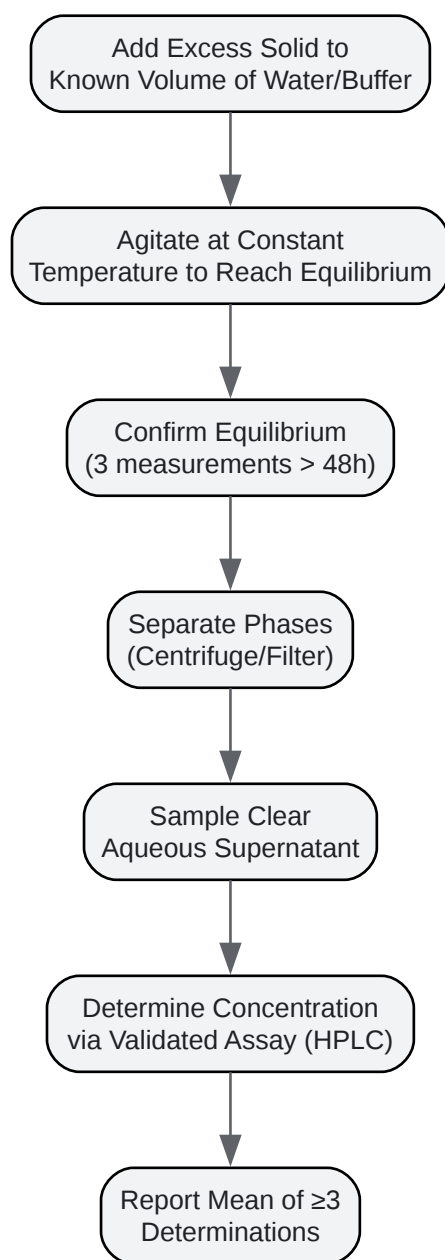 Add Excess Solid to
Known Volume of Water/Buffer
Agitate at Constant
Temperature to Reach Equilibrium
Confirm Equilibrium
(3 measurements > 48h)
Separate Phases
(Centrifuge/Filter)
Sample Clear
Aqueous Supernatant
Determine Concentration
via Validated Assay (HPLC)
Report Mean of ≥3
Determinations